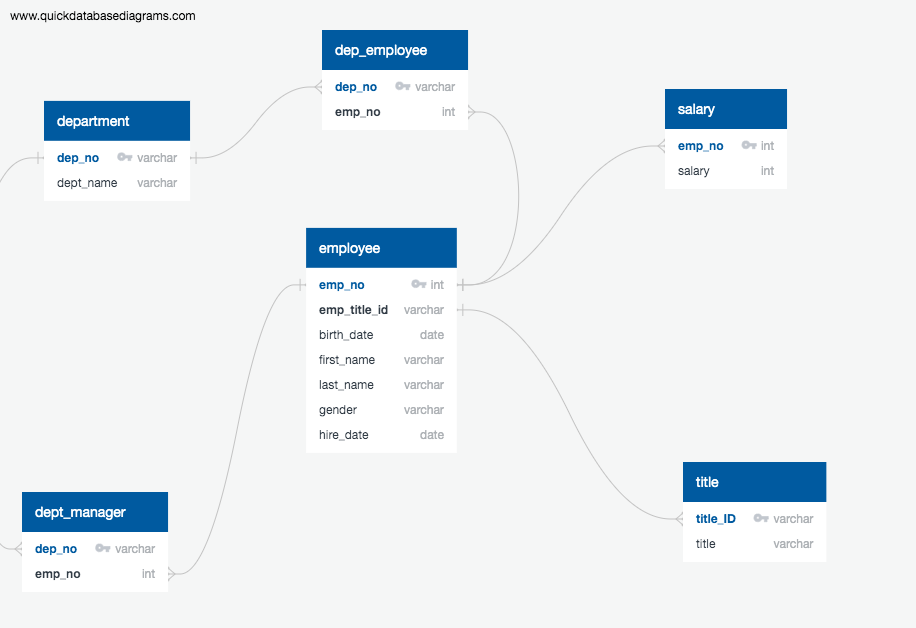 www.quickdatabasediagrams.com
dep_employee
dep_no varchar
emp_no int
department
dep_no varchar
dept_name varchar
salary
emp_no int
salary int
employee
emp_no int
emp_title_id varchar
birth_date date
first_name varchar
last_name varchar
gender varchar
hire_date date
title
title_ID varchar
title varchar
dept_manager
dep_no varchar
emp_no int